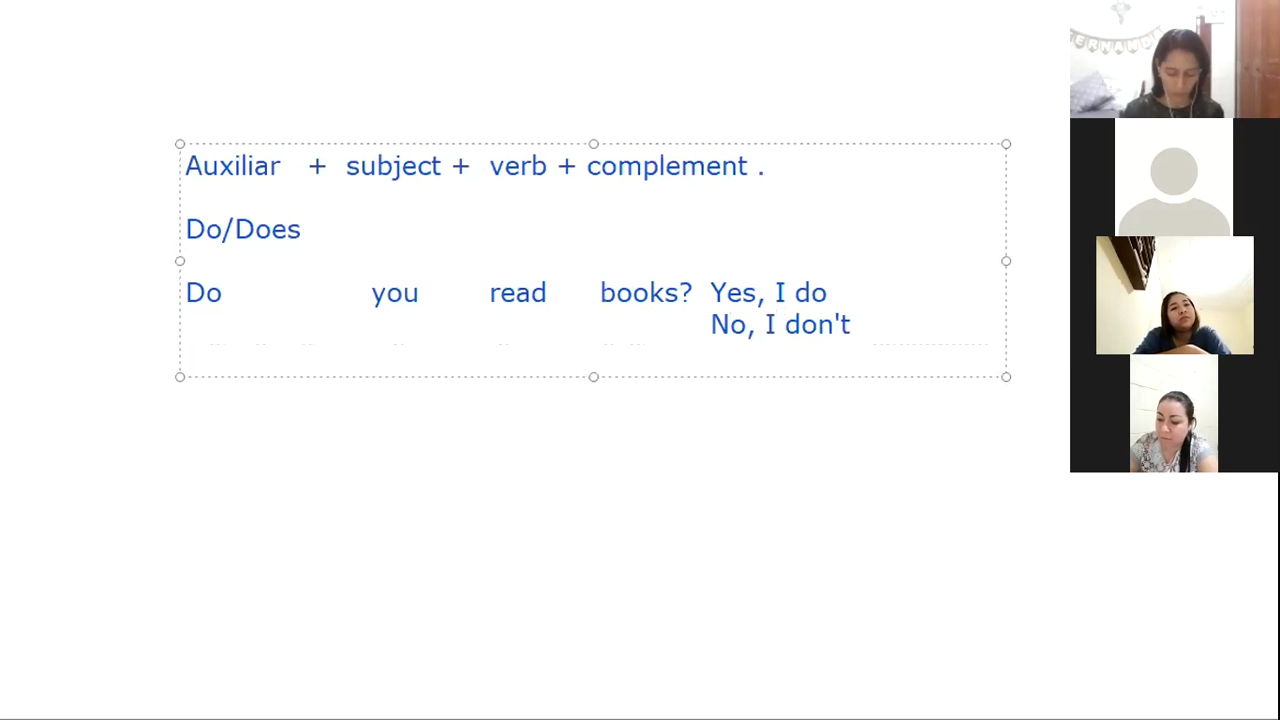 Auxiliar + subject + verb + complement .
Do/Does
Do you read books? Yes, I do
No, I don't